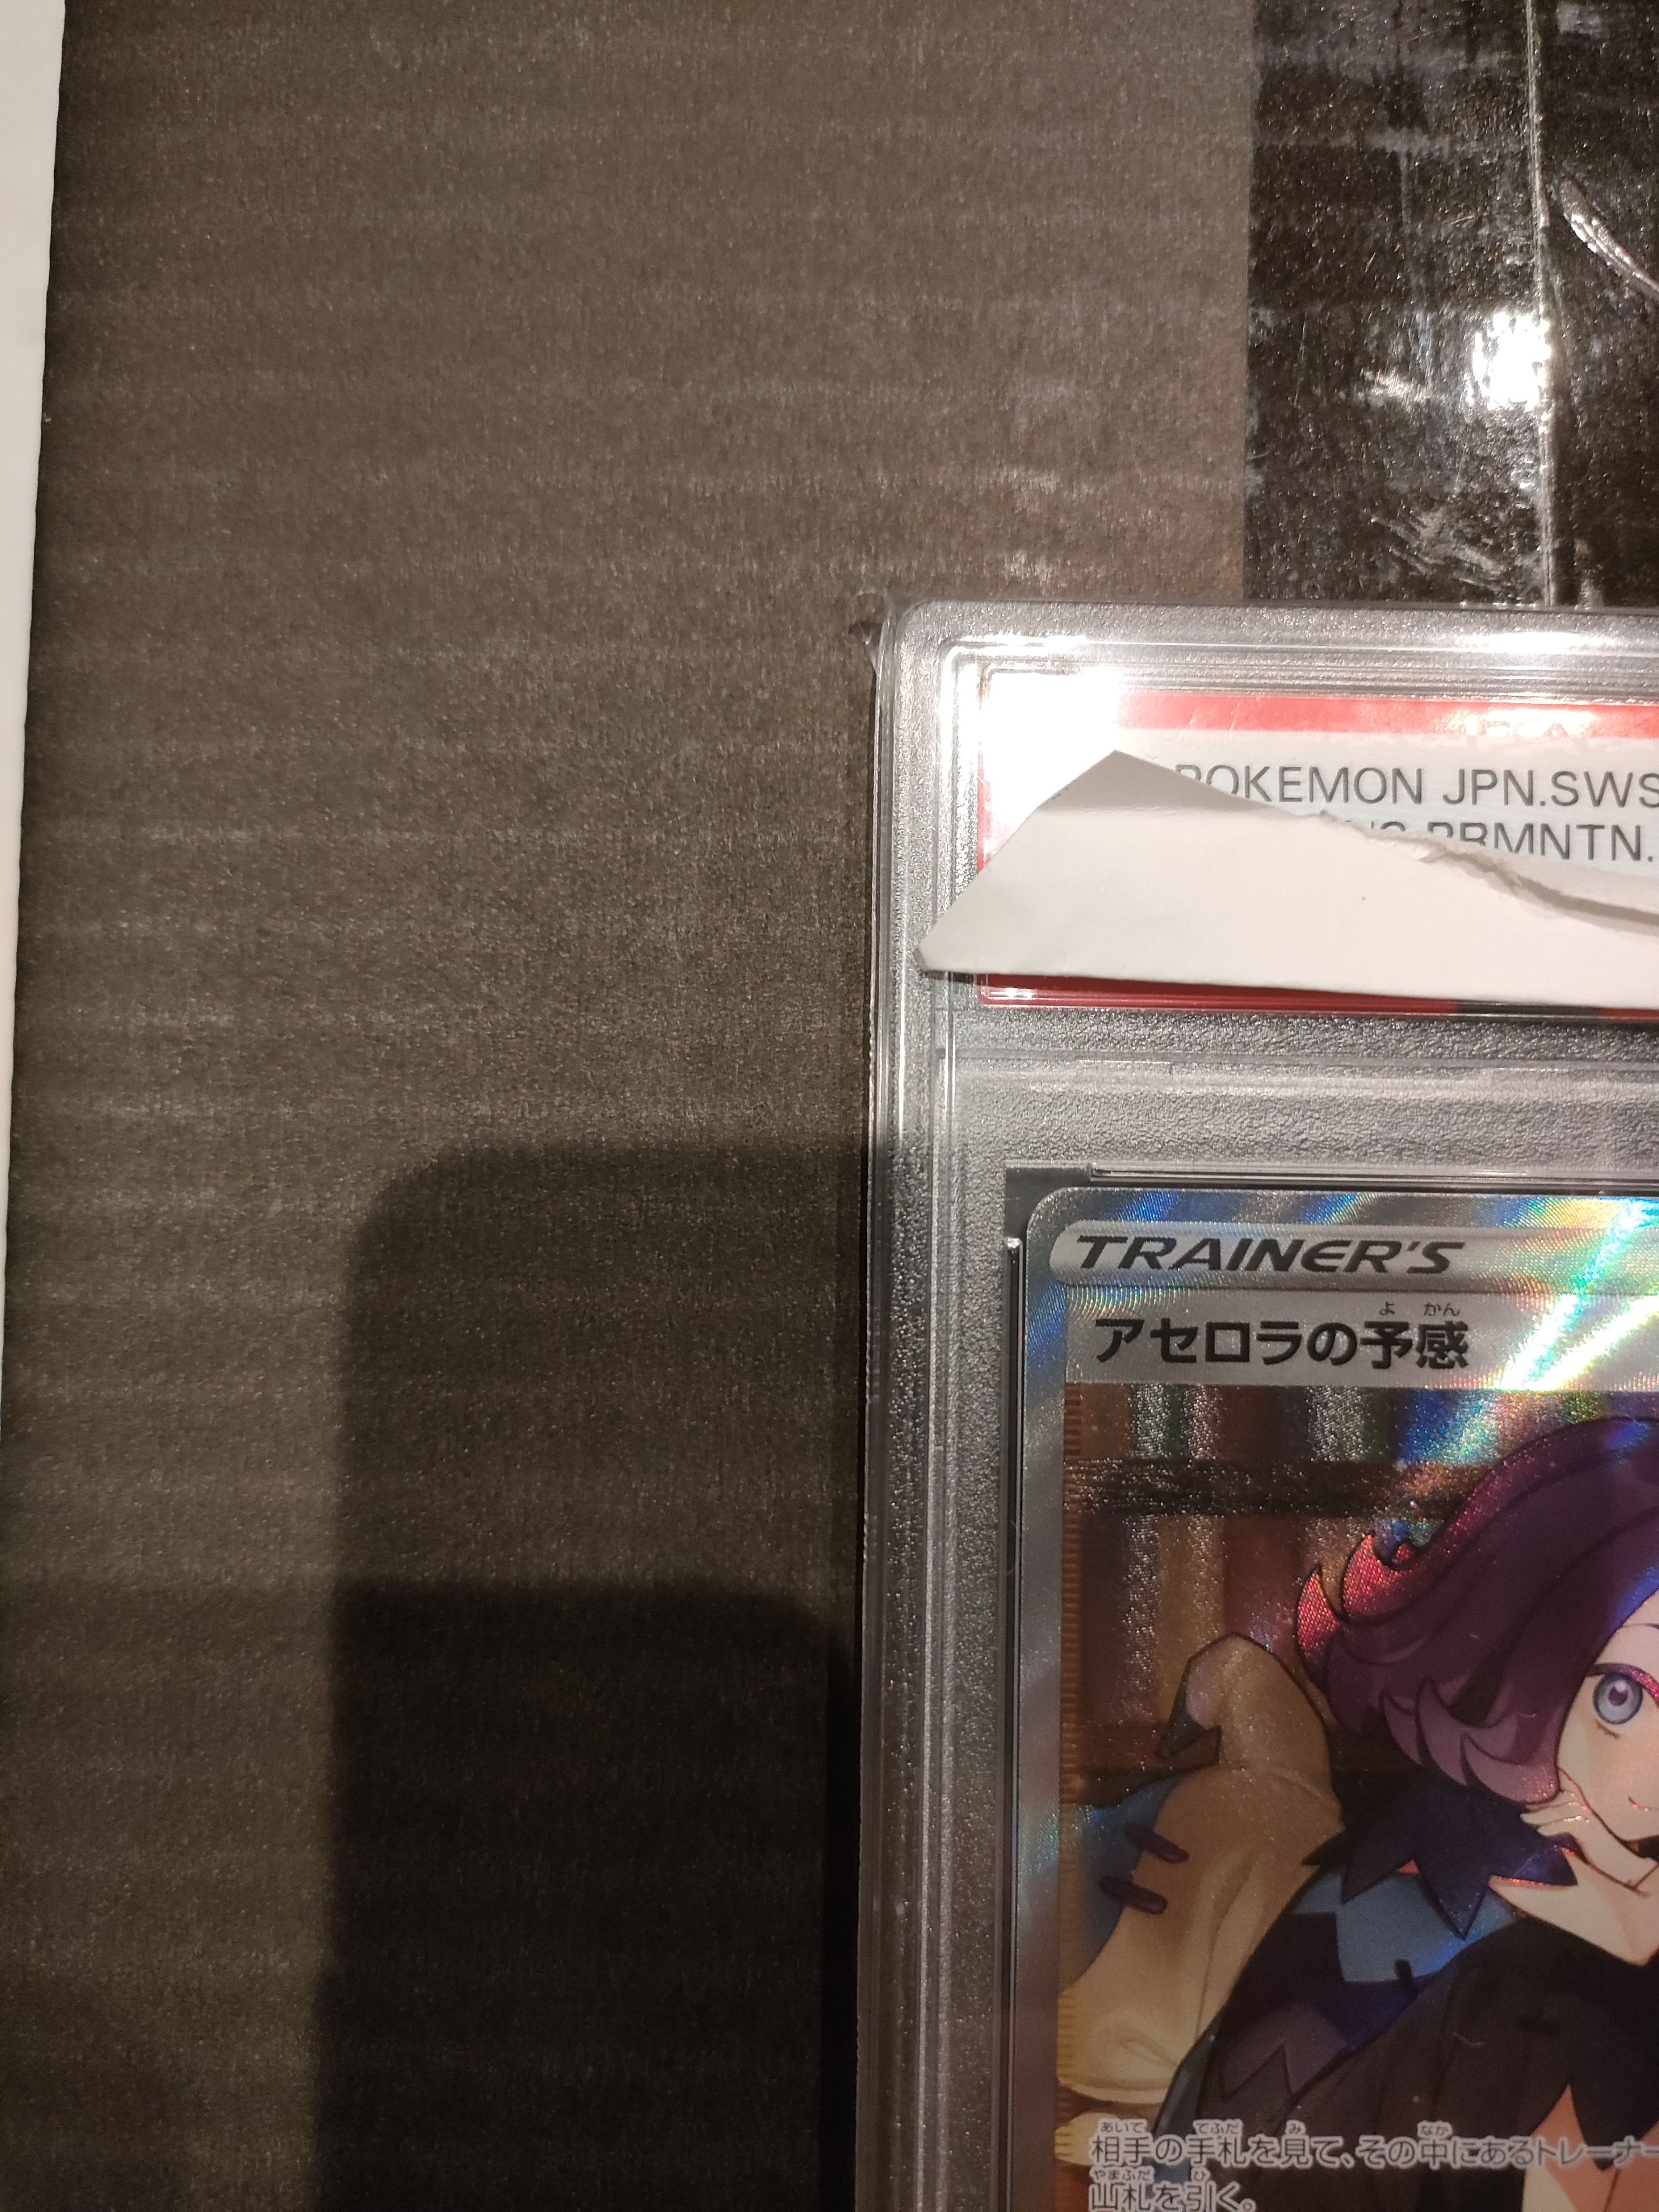 POKEMON JPN.SWS
PRMNTN.
TRAINER'S
よ かん
アセロラの予感
あいて てふだ み なか
相手の手札を見て、その中にあるトレーナー
やまふだ ひ
山札を引く。